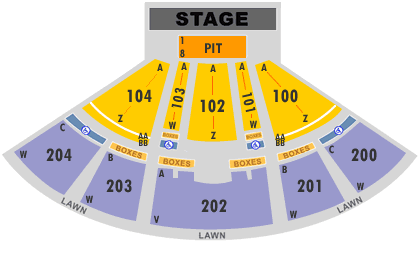 STAGE
1
PIT
8
A A A A A
104 103 102 101 100
Z W Z W Z
AA AA
BB BB
C BOXES BOXES C
BOXES BOXES
204 BOXES BOXES 200
W B A B W
203 202 201
W V W
LAWN LAWN
LAWN